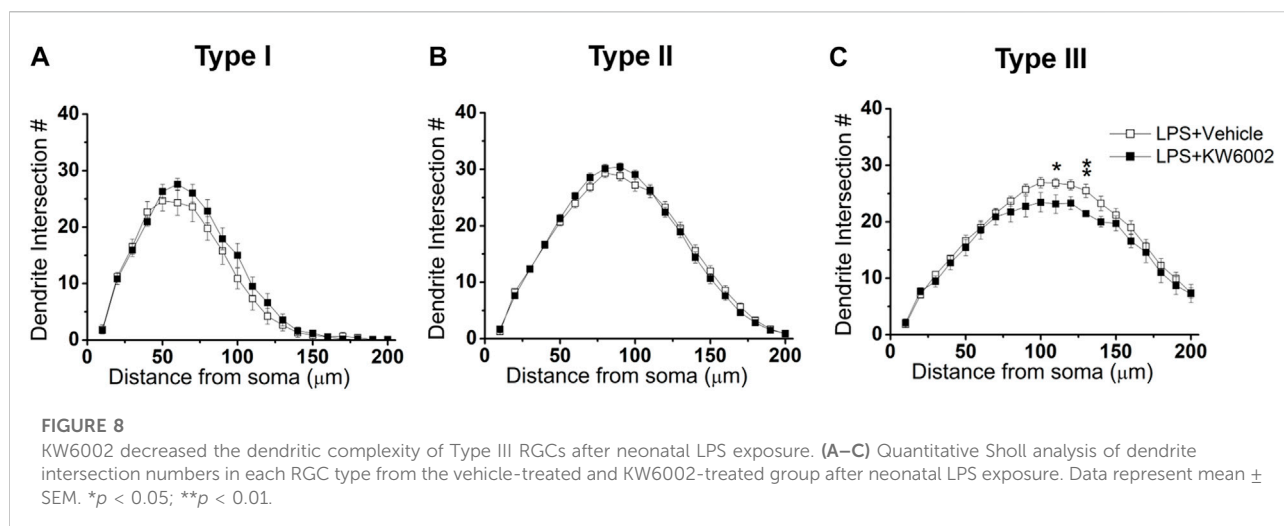 A Type I
B Type II
C Type III
Dendrite Intersection #
40
30
20
10
0
0 50 100 150 200
Distance from soma (μm)
Dendrite Intersection #
40
30
20
10
0
0 50 100 150 200
Distance from soma (μm)
Dendrite Intersection #
40
30
20
10
0
0 50 100 150 200
Distance from soma (μm)
* **
LPS+Vehicle
LPS+KW6002
FIGURE 8
KW6002 decreased the dendritic complexity of Type III RGCs after neonatal LPS exposure. (A–C) Quantitative Sholl analysis of dendrite
intersection numbers in each RGC type from the vehicle-treated and KW6002-treated group after neonatal LPS exposure. Data represent mean ±
SEM. *p < 0.05; **p < 0.01.